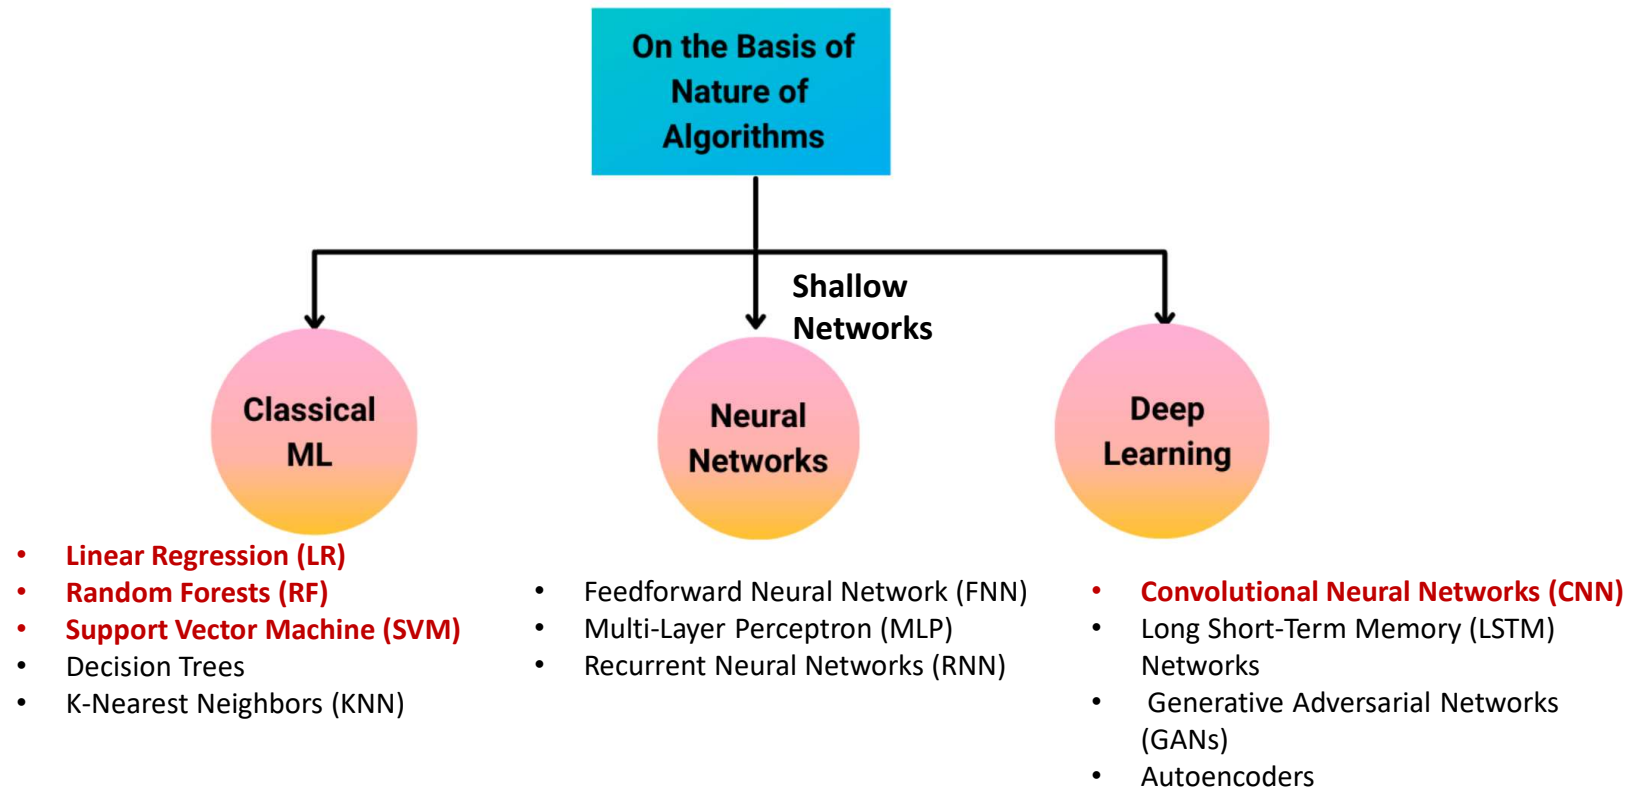 On the Basis of
Nature of
Algorithms
Shallow
Networks
Classical
ML
Neural
Networks
Deep
Learning
• Linear Regression (LR)
• Random Forests (RF)
• Support Vector Machine (SVM)
• Decision Trees
• K-Nearest Neighbors (KNN)
• Feedforward Neural Network (FNN)
• Multi-Layer Perceptron (MLP)
• Recurrent Neural Networks (RNN)
• Convolutional Neural Networks (CNN)
• Long Short-Term Memory (LSTM)
Networks
• Generative Adversarial Networks
(GANs)
• Autoencoders